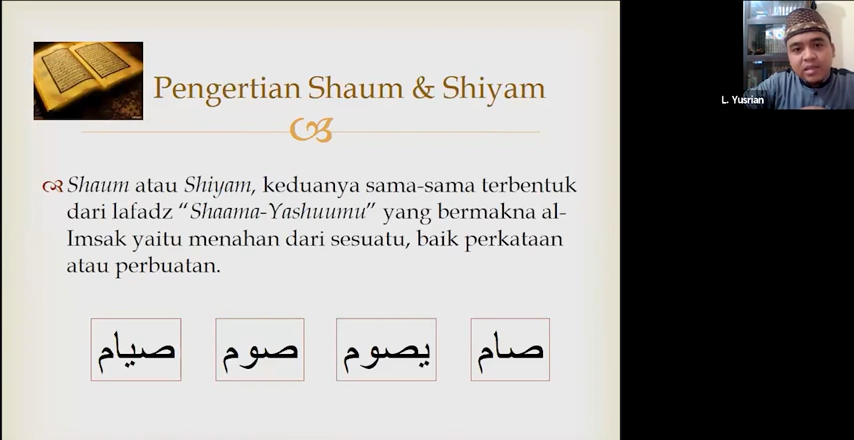 Pengertian Shaum & Shiyam
Shaum atau Shiyam, keduanya sama-sama terbentuk
dari lafadz “Shaama-Yashuumu” yang bermakna al-
Imsak yaitu menahan dari sesuatu, baik perkataan
atau perbuatan.
صام يصوم صوم صيام
L. Yusrian